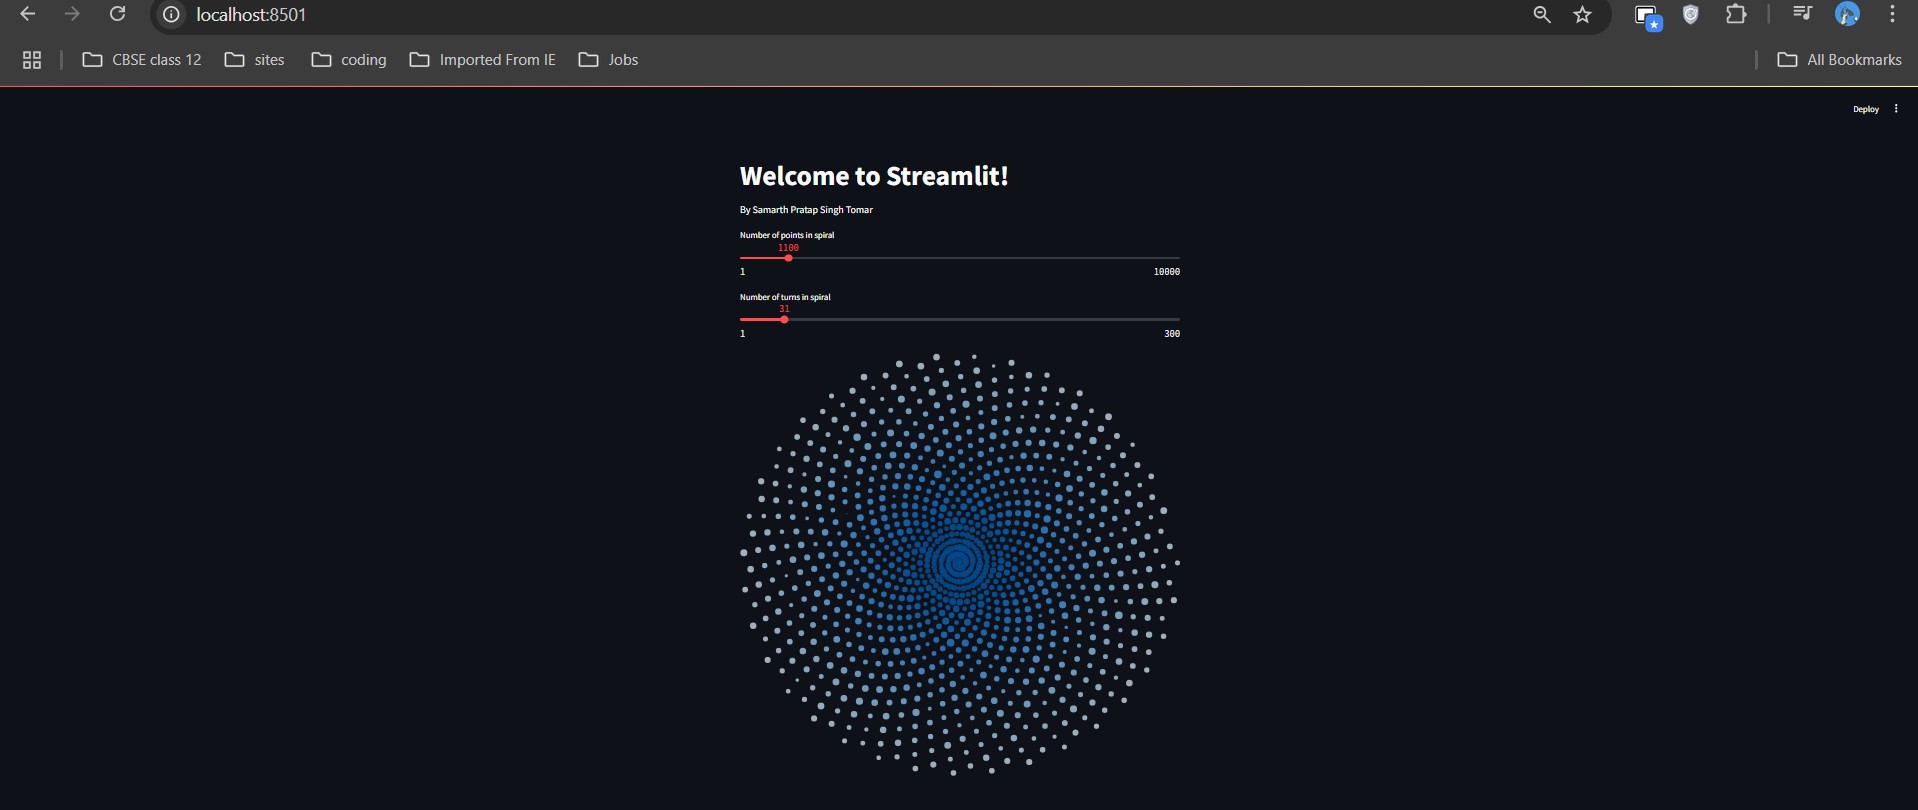 localhost:8501
CBSE class 12
sites
coding
Imported From IE
Jobs
All Bookmarks
Deploy
Welcome to Streamlit!
By Samarth Pratap Singh Tomar
Number of points in spiral
1100
1 10000
Number of turns in spiral
31
1 300